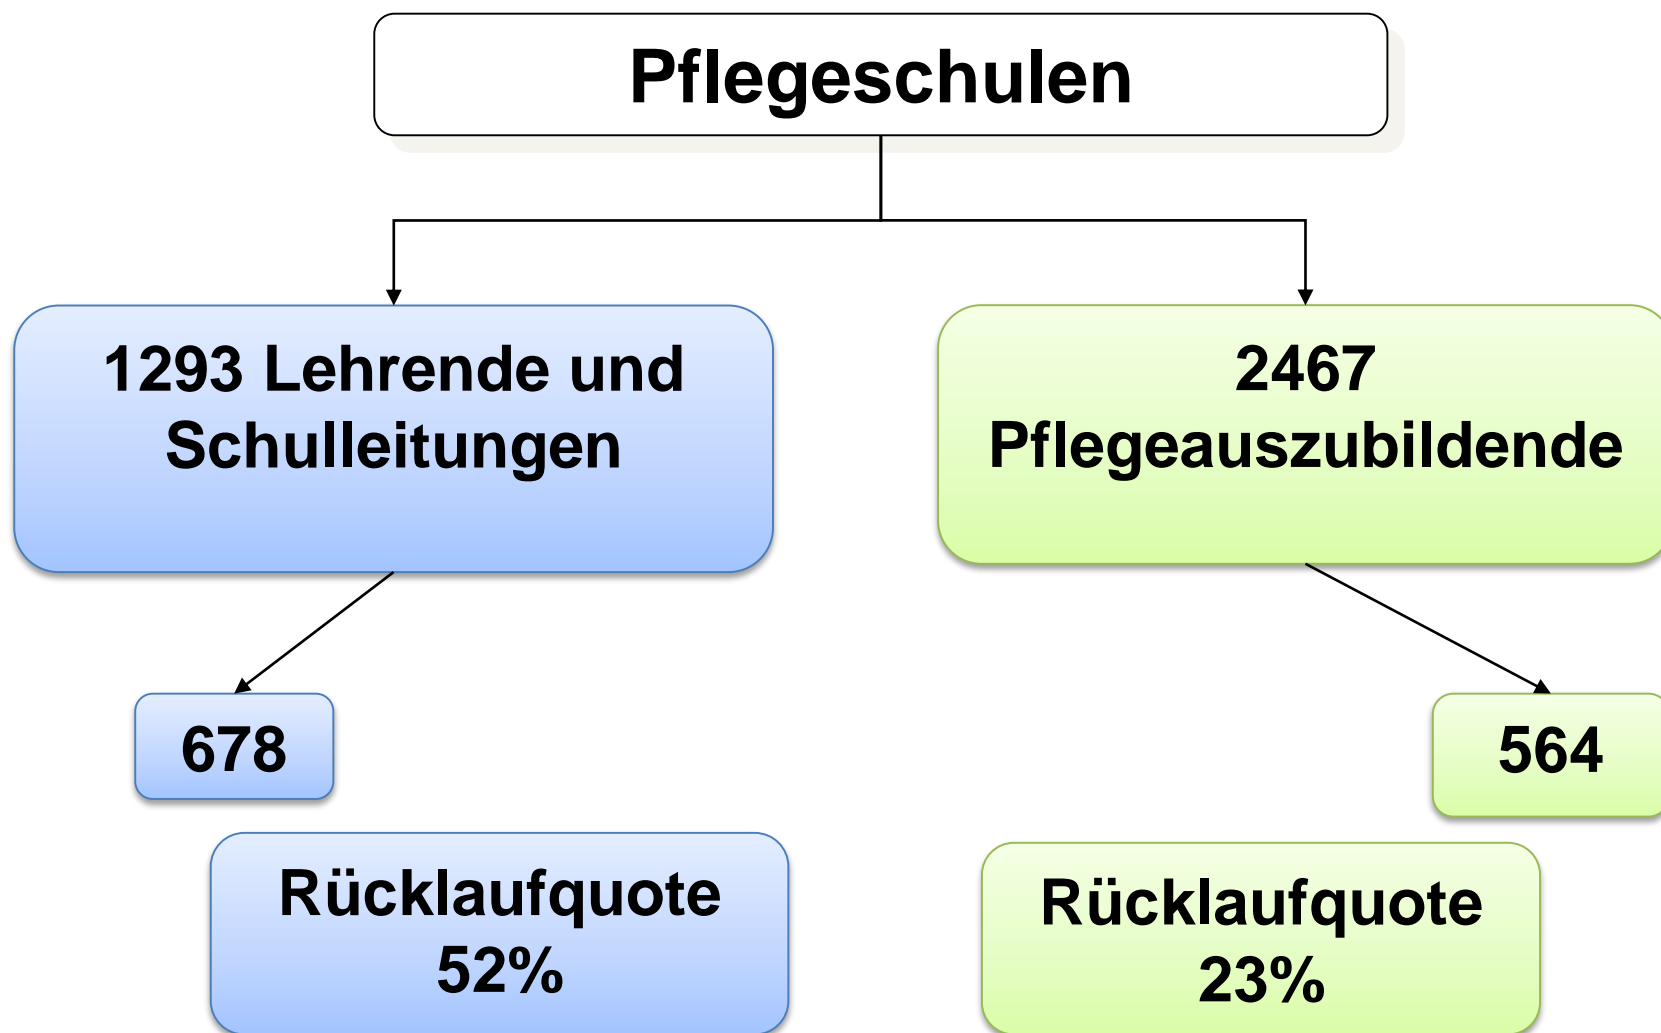 Pflegeschulen
1293 Lehrende und
Schulleitungen
2467
Pflegeauszubildende
678
564
Rücklaufquote
52%
Rücklaufquote
23%